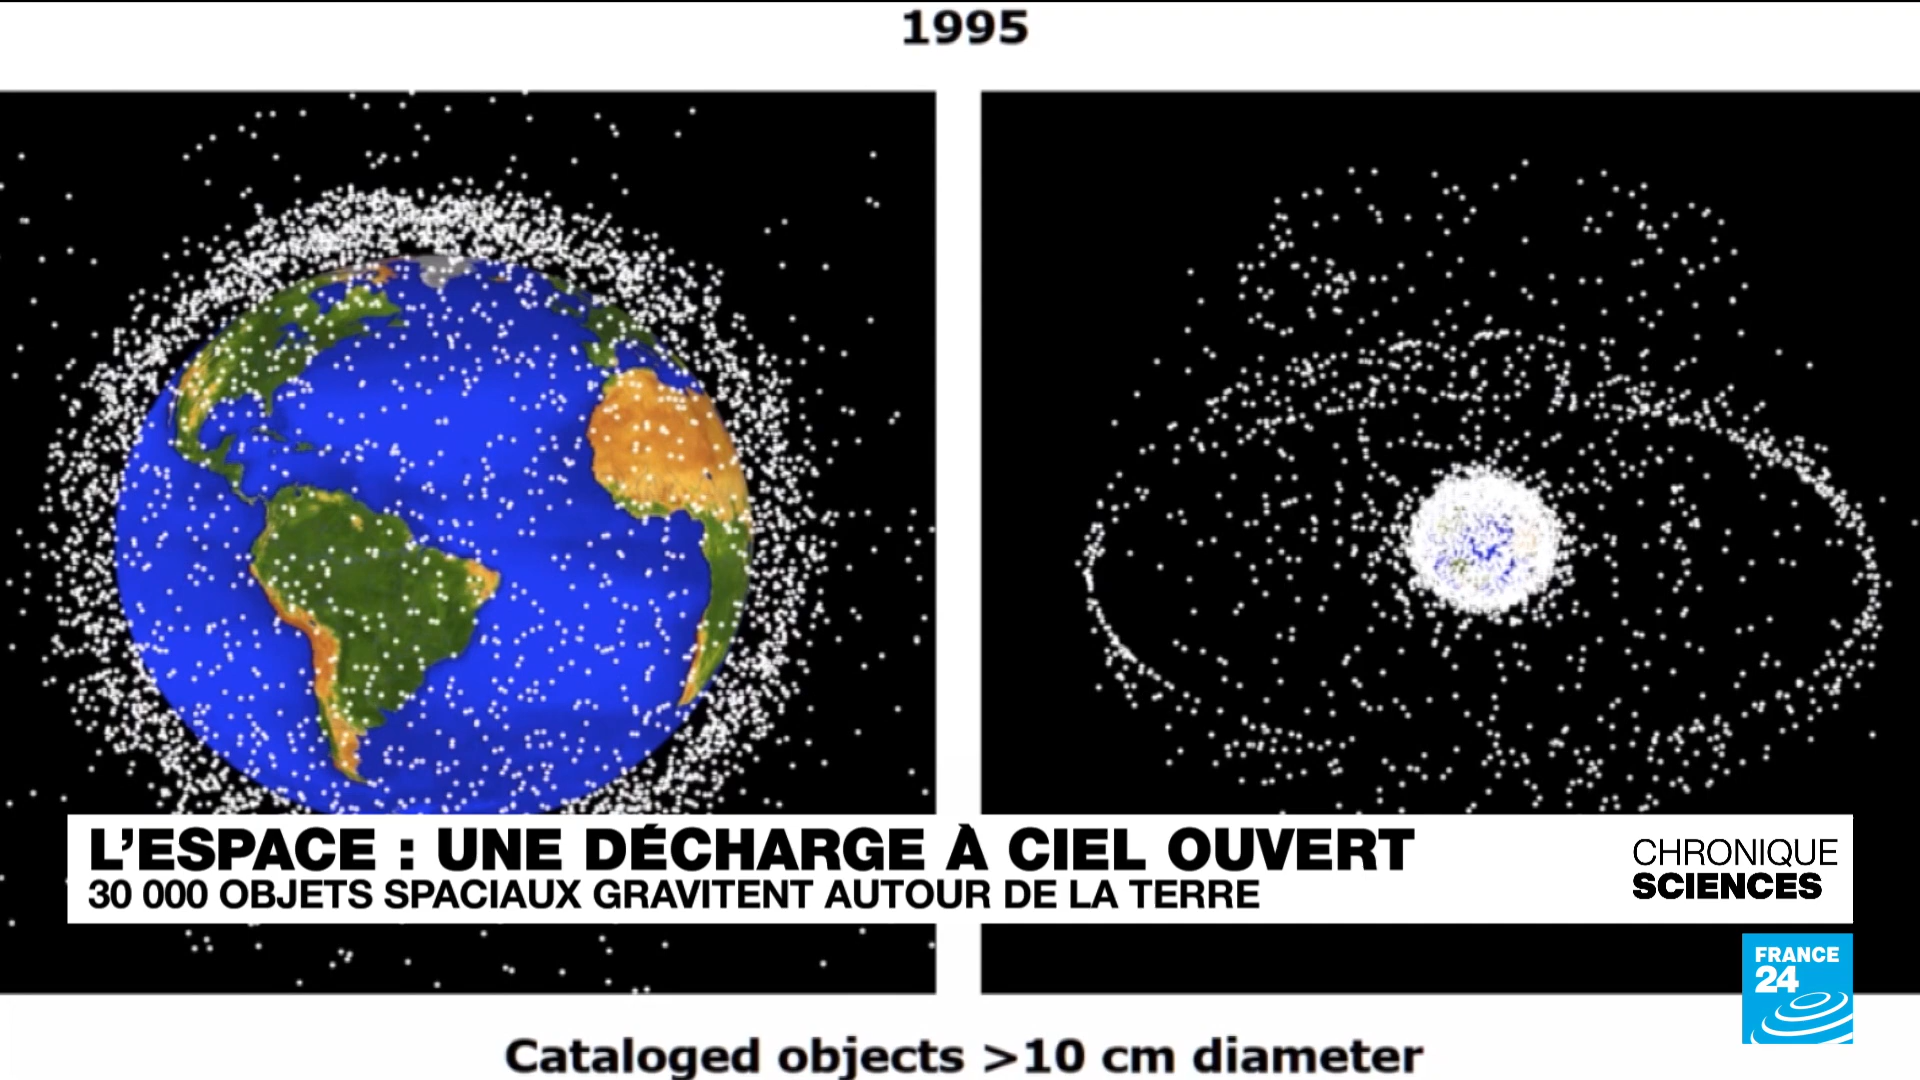 1995
L'ESPACE : UNE DÉCHARGE À CIEL OUVERT
30 000 OBJETS SPACIAUX GRAVITENT AUTOUR DE LA TERRE
CHRONIQUE
SCIENCES
FRANCE
24
Cataloged objects >10 cm diameter